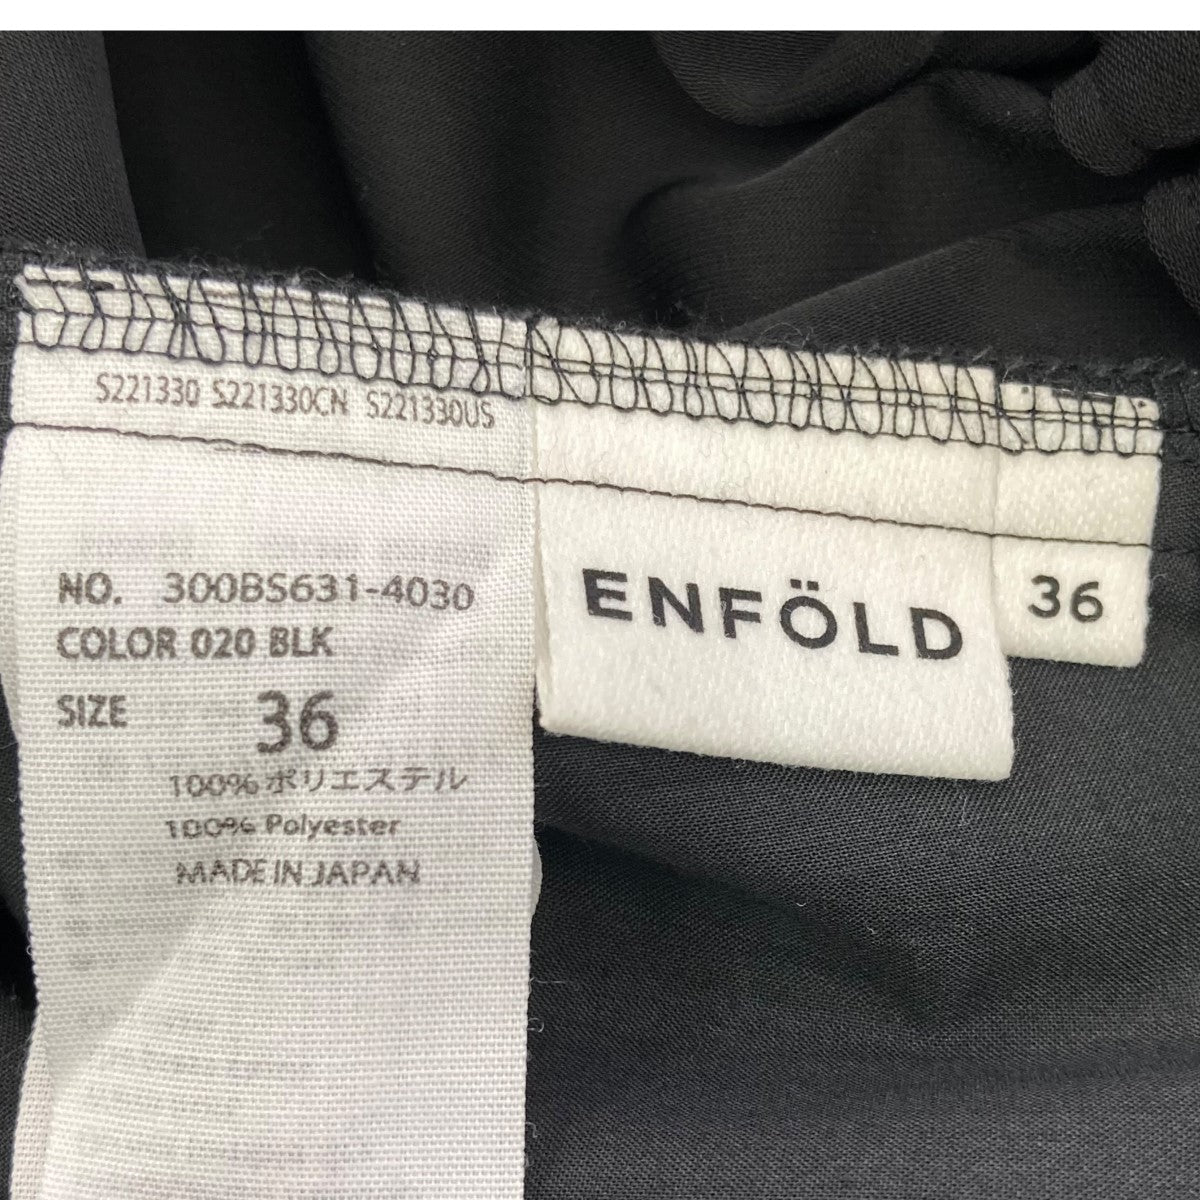 S221330 S221330CN S221330US
NO. 300BS631-4030
COLOR 020 BLK
SIZE 36
100% ポリエステル
100% Polyester
MADE IN JAPAN
ENFÖLD
36